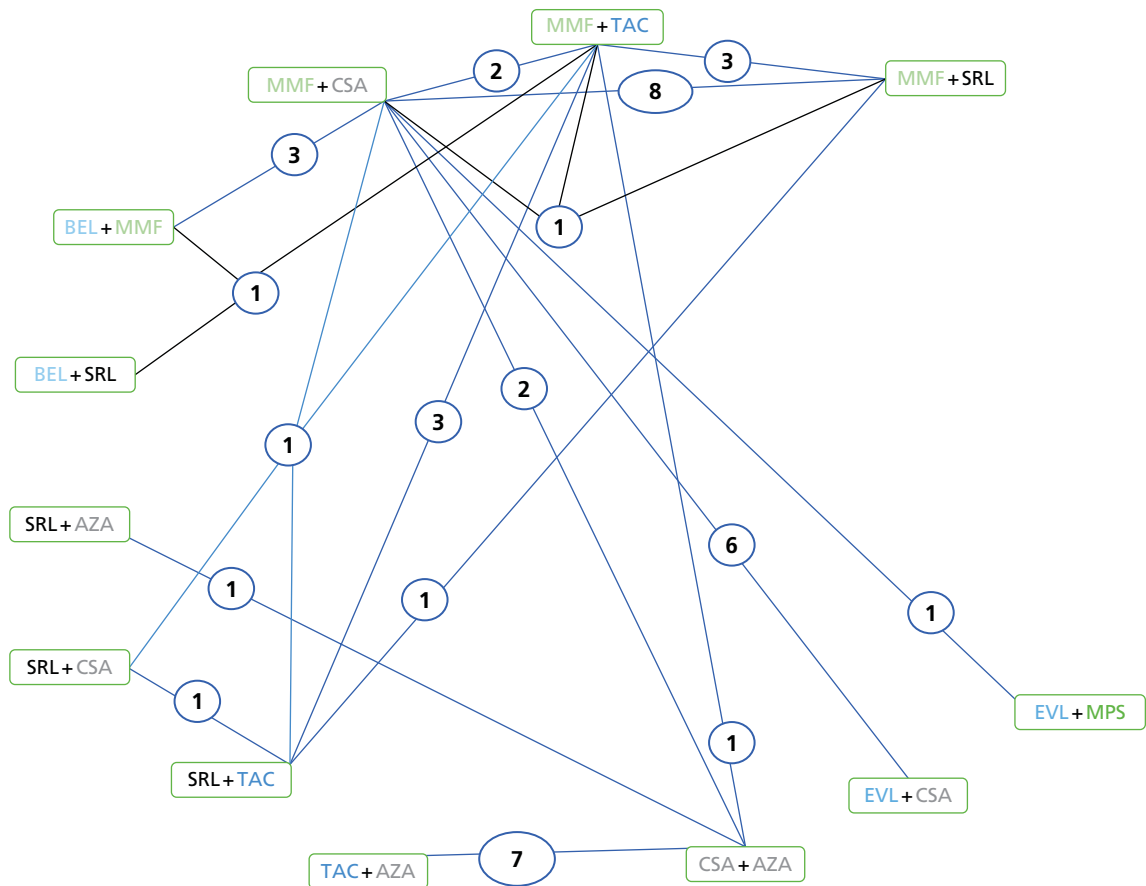 MMF+TAC
2
3
MMF+SRL
MMF+CSA
8
3
BEL+MMF
1
1
BEL+SRL
2
3
1
SRL+AZA
6
1
1
1
SRL+CSA
1
EVL+MPS
1
SRL+TAC
EVL+CSA
7
CSA+AZA
TAC+AZA